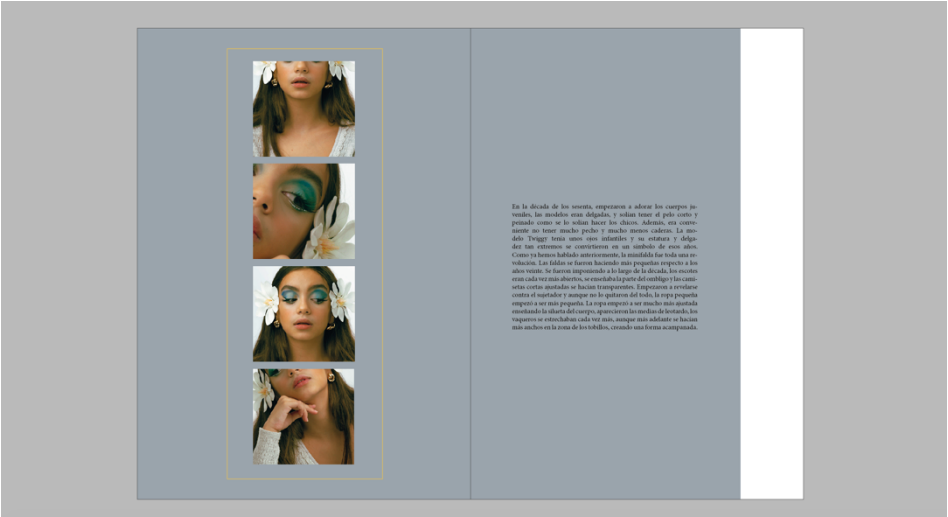 En la década de los sesenta, empezaron a adorar los cuerpos ju-
veniles, las modelos eran delgadas, y solían tener el pelo corto y
peinado como se lo solían hacer los chicos. Además, era conve-
niente no tener mucho pecho y mucho menos caderas. La mo-
delo Twiggy tenía unos ojos infantiles y su estatura y delga-
dez tan extremos se convirtieron en un símbolo de esos años.
Como ya hemos hablado anteriormente, la minifalda fue toda una re-
volución. Las faldas se fueron haciendo más pequeñas respecto a los
años veinte. Se fueron imponiendo a lo largo de la década, los escotes
eran cada vez más abiertos, se enseñaba la parte del ombligo y las cami-
setas cortas ajustadas se hacían transparentes. Empezaron a revelarse
contra el sujetador y aunque no lo quitaron del todo, la ropa pequeña
empezó a ser más pequeña. La ropa empezó a ser mucho más ajustada
enseñando la silueta del cuerpo, aparecieron las medias de leotardo, los
vaqueros se estrechaban cada vez más, aunque más adelante se hacían
más anchos en la zona de los tobillos, creando una forma acampanada.